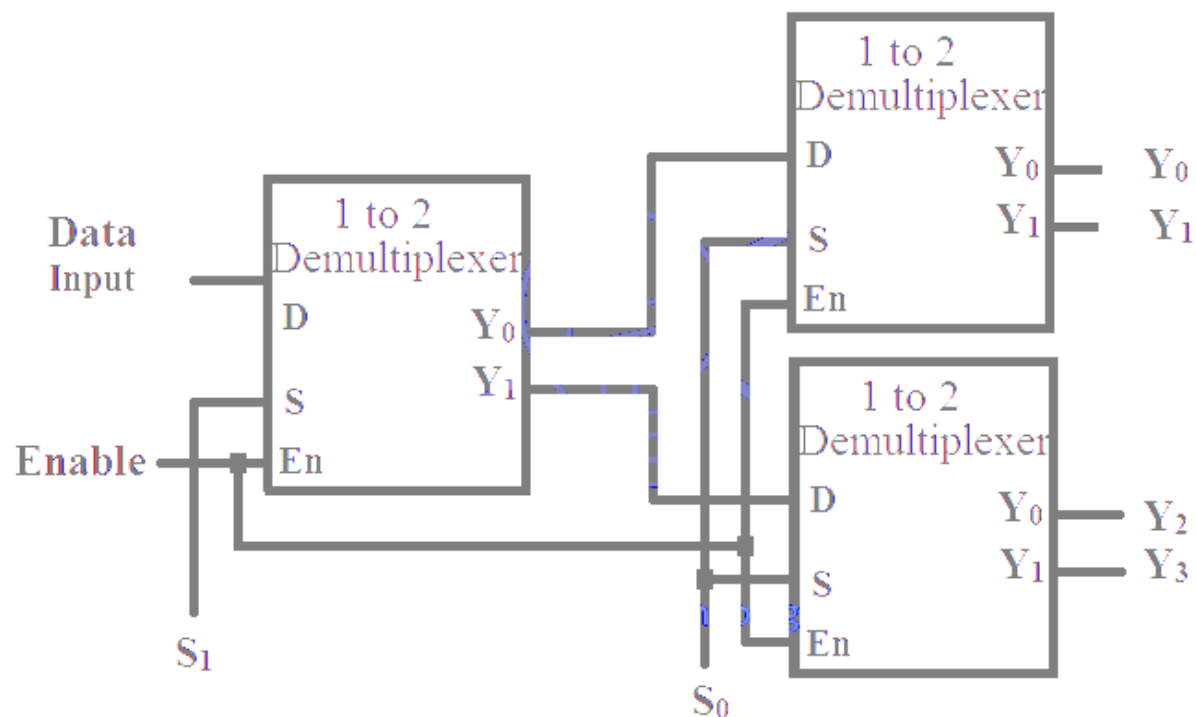 1 to 2
Demultiplexer
D
S
En
Y0
Y1
Y0
Y1
Data
Input
1 to 2
Demultiplexer
D
S
En
Y0
Y1
Enable
S1
1 to 2
Demultiplexer
D
S
En
Y0
Y1
Y2
Y3
S0